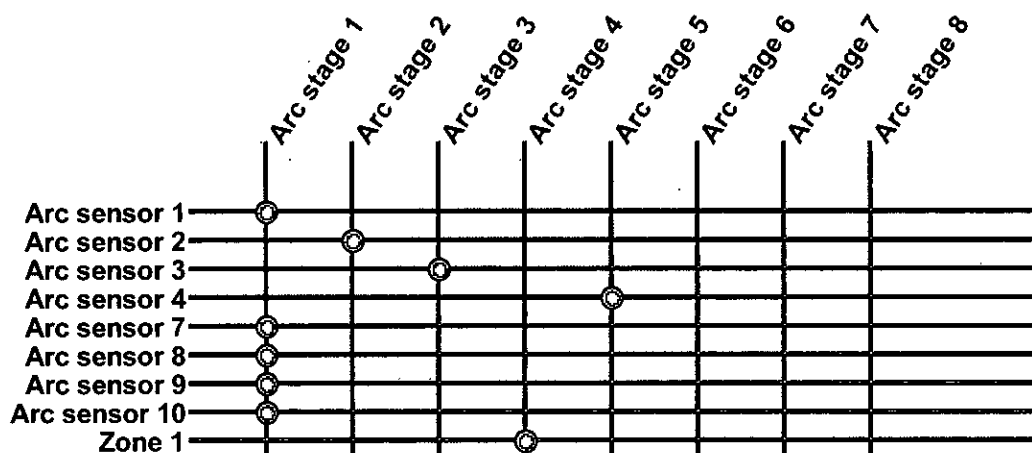 Arc stage 1
Arc stage 2
Arc stage 3
Arc stage 4
Arc stage 5
Arc stage 6
Arc stage 7
Arc stage 8
Arc sensor 1
Arc sensor 2
Arc sensor 3
Arc sensor 4
Arc sensor 7
Arc sensor 8
Arc sensor 9
Arc sensor 10
Zone 1